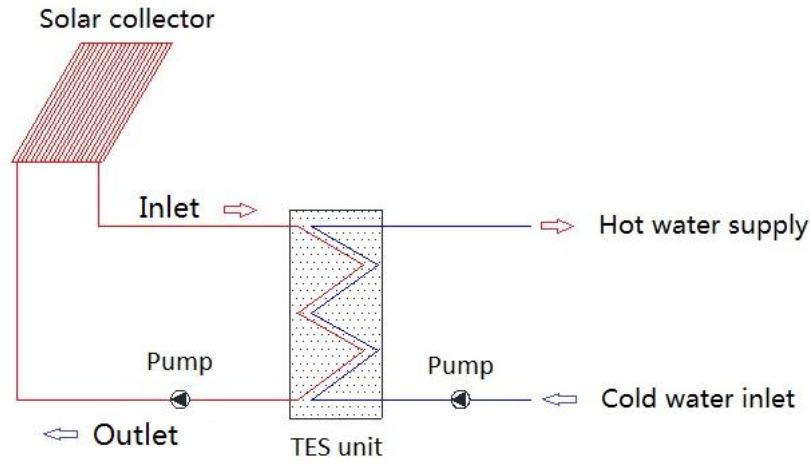 Solar collector
Inlet
Hot water supply
Pump
Pump
Cold water inlet
Outlet
TES unit